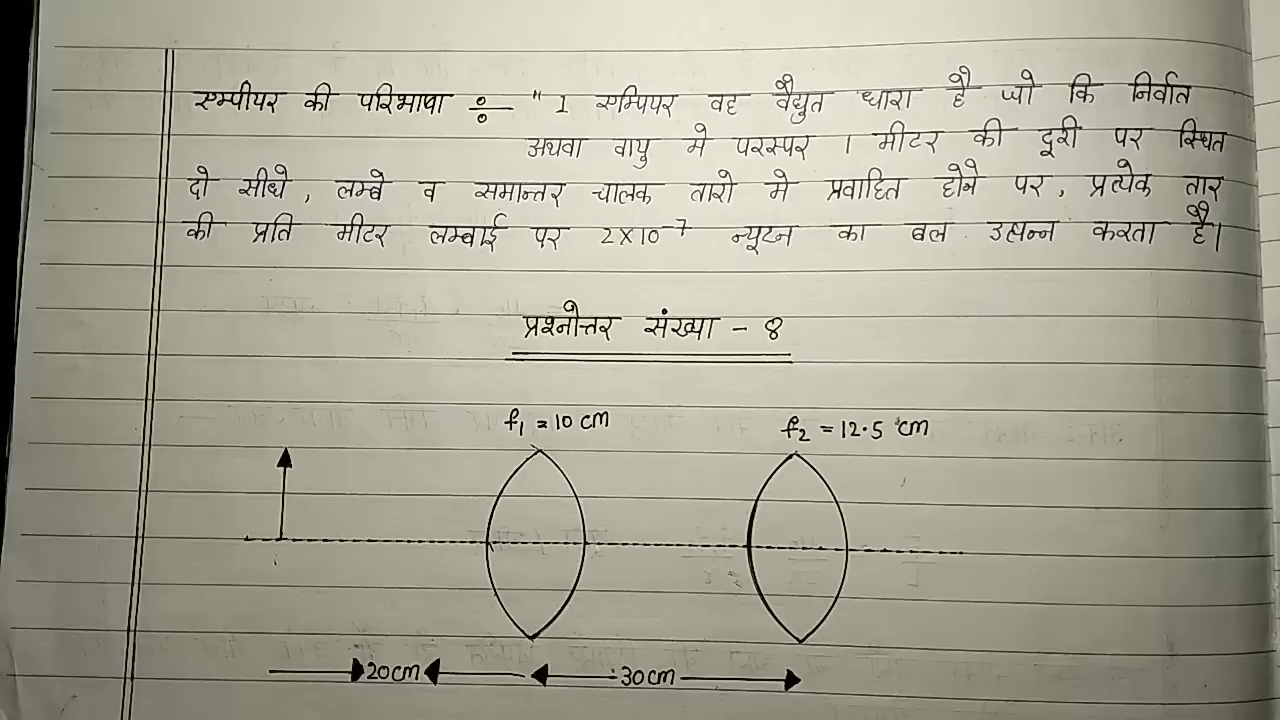 एम्पीयर की परिभाषा ÷ " 1 एम्पियर वह वैद्युत धारा है जो कि निर्वात
अथवा वायु मे परस्पर 1 मीटर की दूरी पर स्थित
दो सीधे, लम्बे व समान्तर चालक तारो मे प्रवाहित होने पर, प्रत्येक तार
की प्रति मीटर लम्बाई पर 2×10⁻⁷ न्यूटन का बल उत्पन्न करता है।
प्रश्नोत्तर संख्या - 8
f₁ = 10 cm
f₂ = 12.5 cm
20cm
30cm